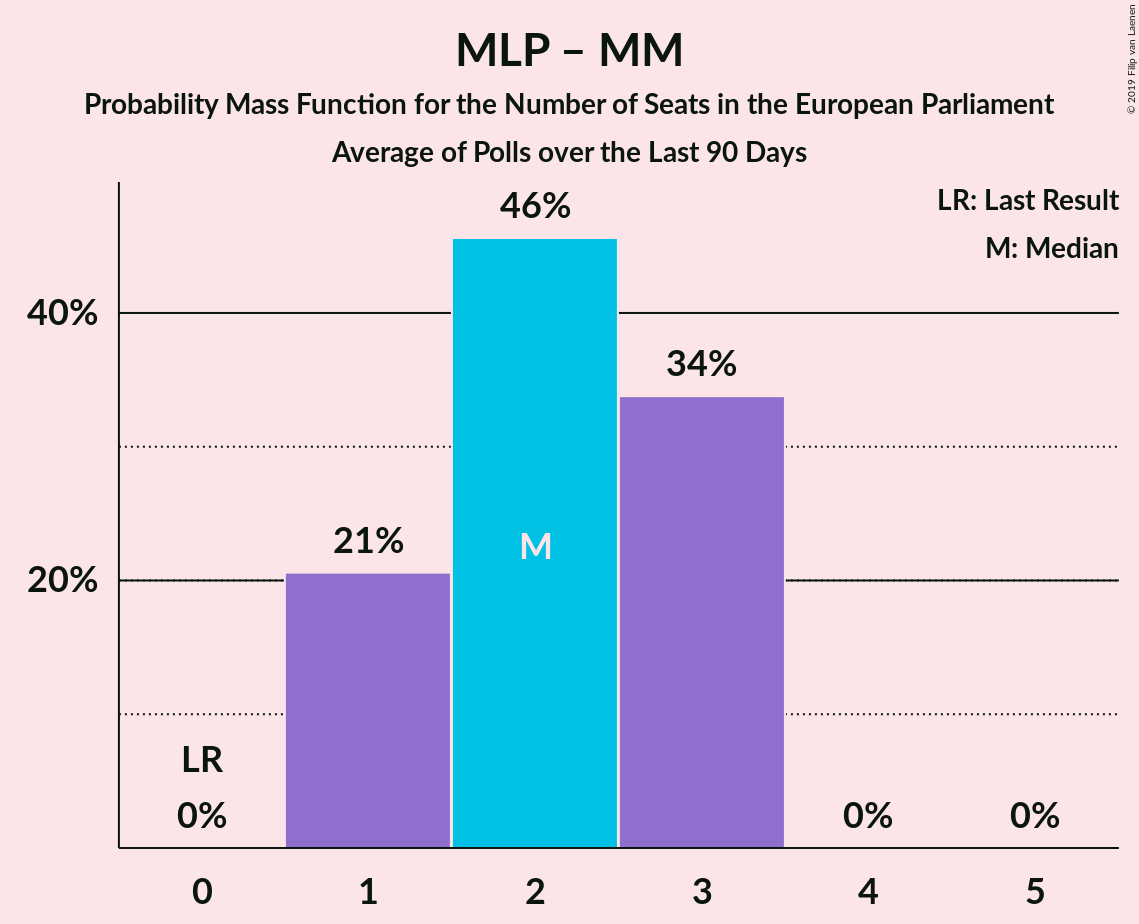 MLP – MM
Probability Mass Function for the Number of Seats in the European Parliament
Average of Polls over the Last 90 Days
© 2019 Filip van Laenen
LR: Last Result
M: Median
46%
40%
34%
21%
M
20%
LR
0%
0%
0%
0
1
2
3
4
5